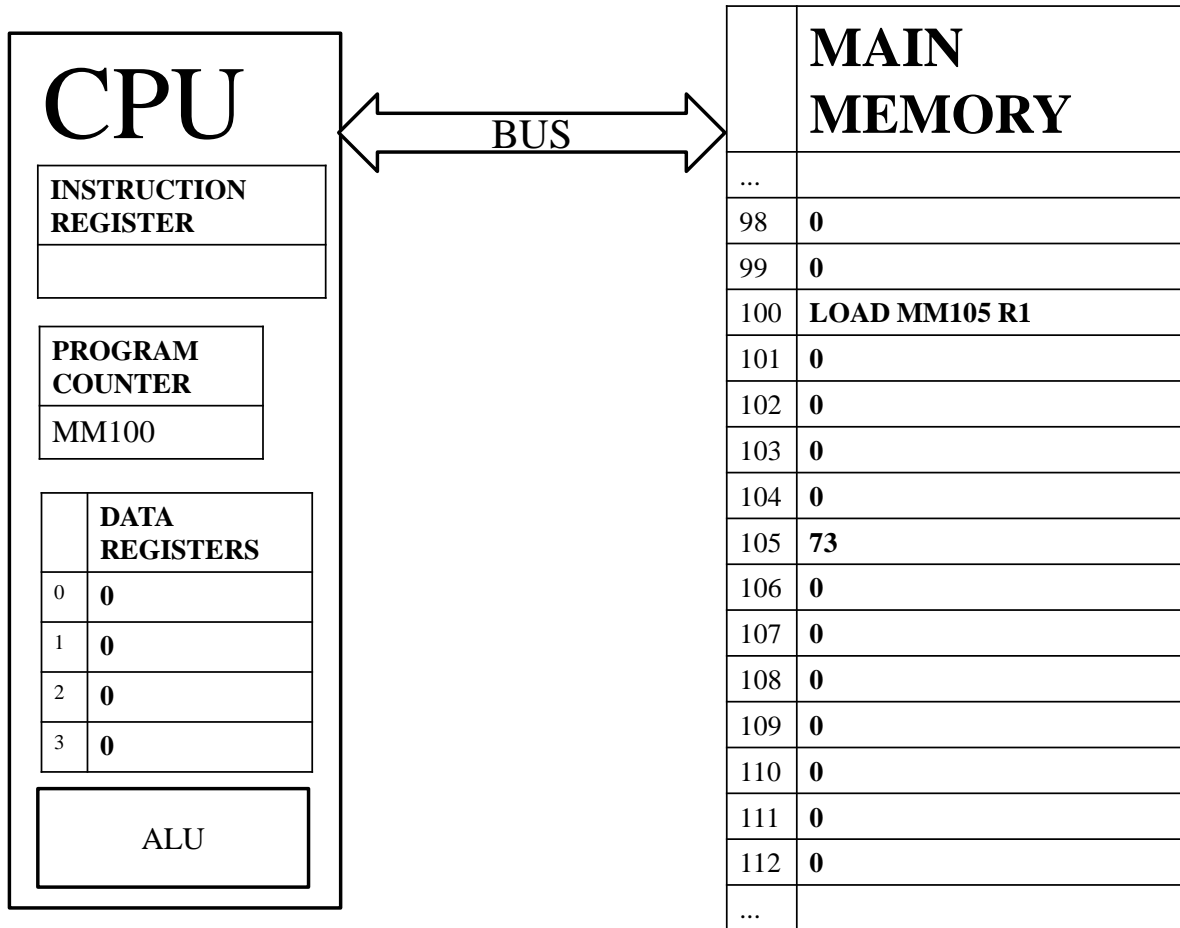 CPU
INSTRUCTION
REGISTER
PROGRAM
COUNTER
MM100
DATA
REGISTERS
0 0
1 0
2 0
3 0
ALU
BUS
MAIN
MEMORY
...
98 0
99 0
100 LOAD MM105 R1
101 0
102 0
103 0
104 0
105 73
106 0
107 0
108 0
109 0
110 0
111 0
112 0
...